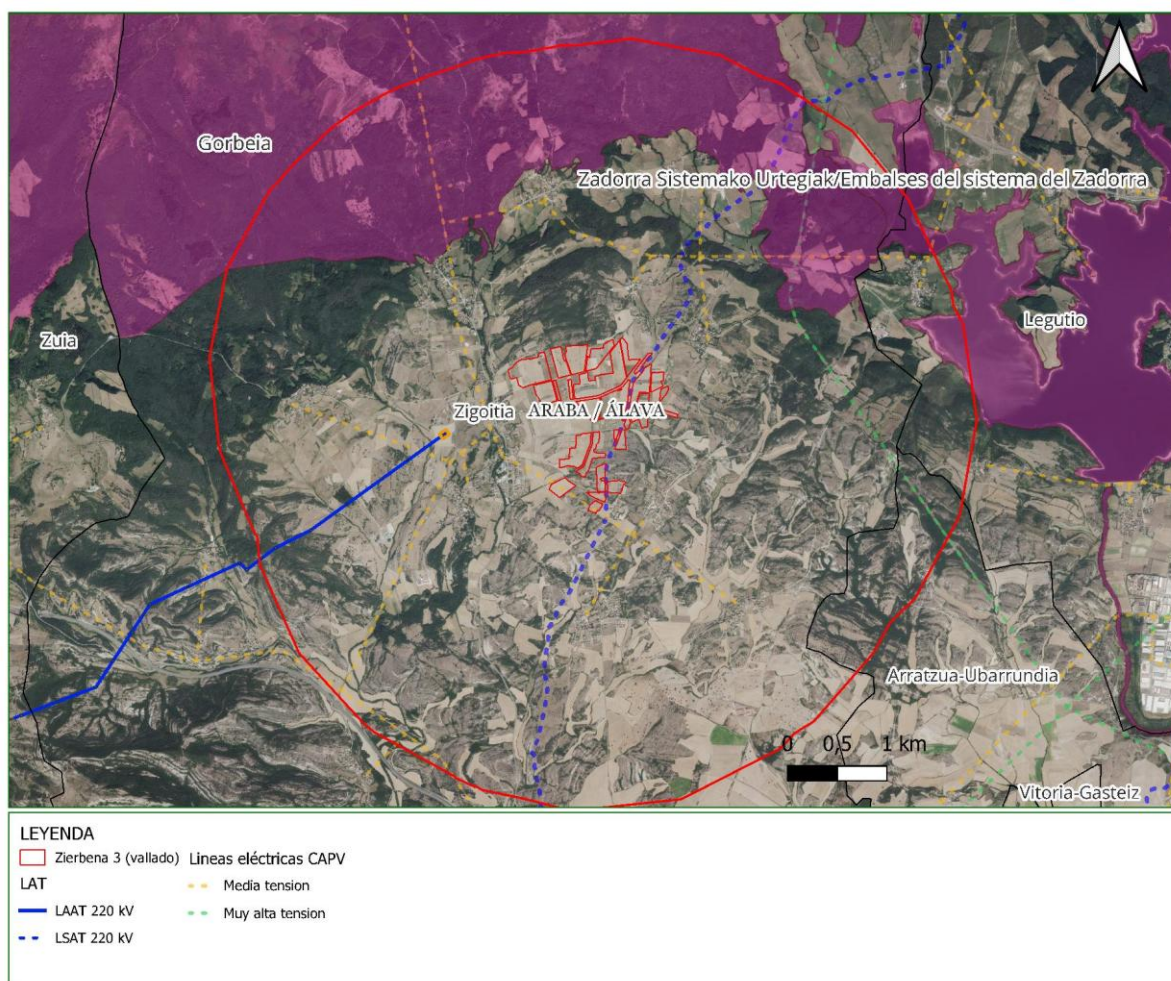 Gorbeia
Zadorra Sistemako Urtegiak/Embalses del sistema del Zadorra
Zuia
Legutio
Zigoitia
ARABA / ÁLAVA
Arratzua-Ubarrundia
0 0,5 1 km
Vitoria-Gasteiz
LEYENDA
Zierbena 3 (vallado) Lineas eléctricas CAPV
LAT
Media tension
LAAT 220 kV
Muy alta tension
LSAT 220 kV